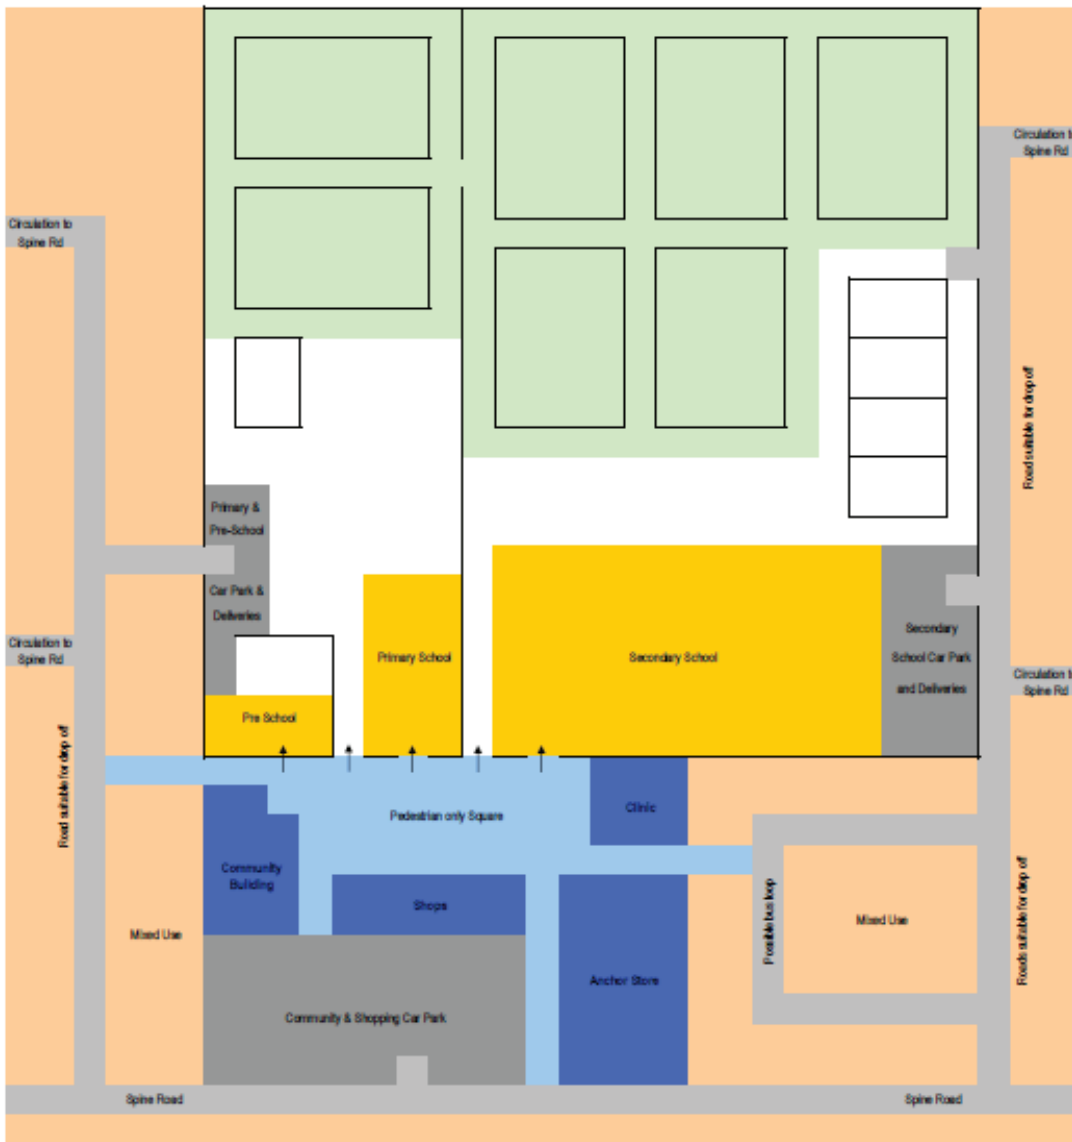 Circulation to
Spine Rd
Circulation to
Spine Rd
Road suitable for drop off
Primary &
Pre-School
Car Park &
Deliveries
Circulation to
Spine Rd
Primary School
Secondary School
Secondary
School Car Park
and Deliveries
Circulation to
Spine Rd
Pre School
Road suitable for drop off
Pedestrian only Square
Clinic
Community
Building
Shops
Mixed Use
Possible bus loop
Mixed Use
Roads suitable for drop off
Anchor Store
Community & Shopping Car Park
Spine Road
Spine Road